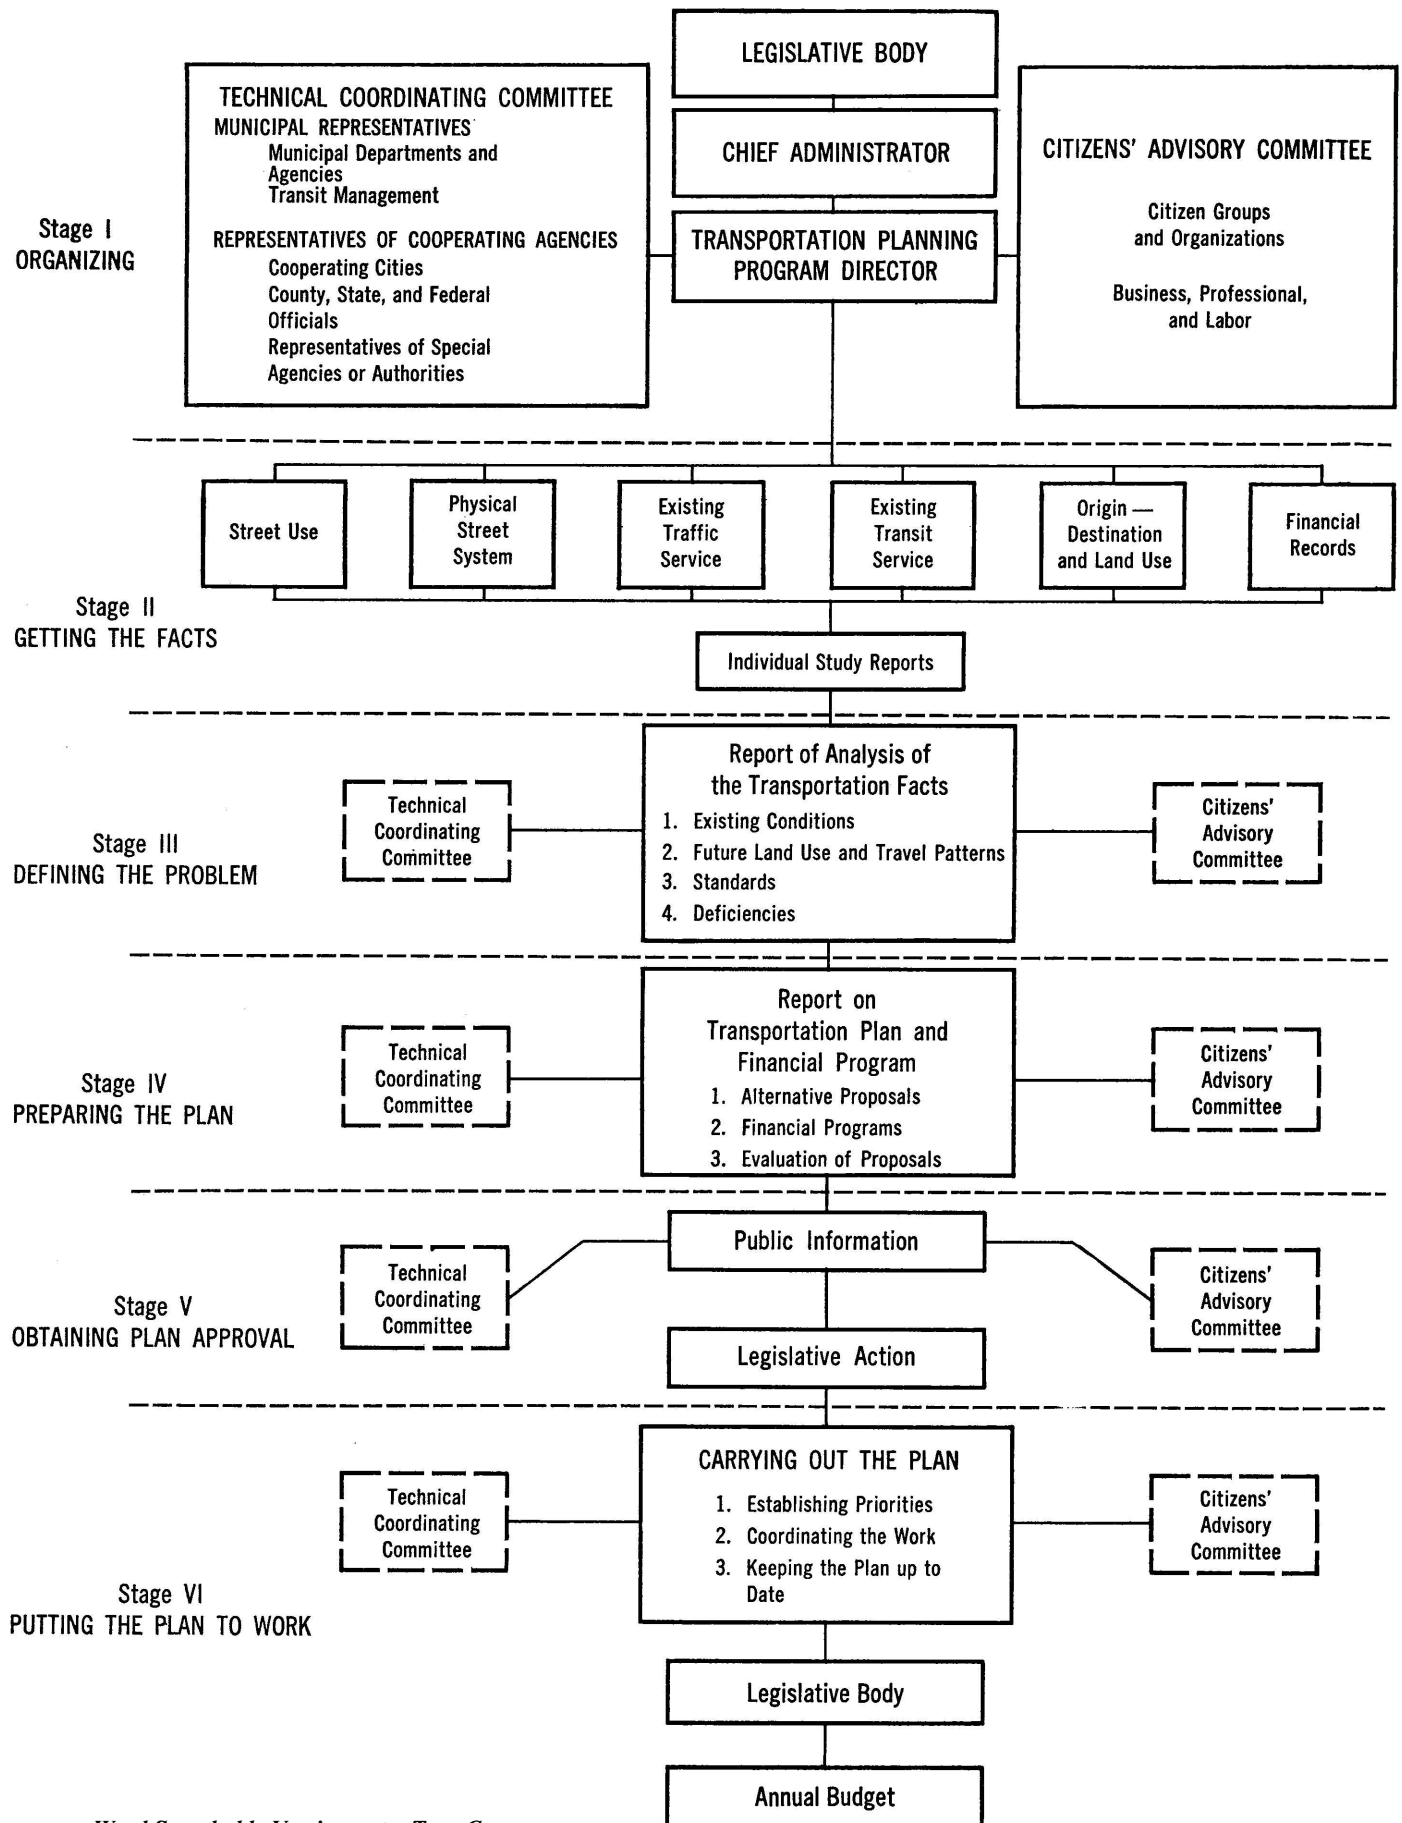 LEGISLATIVE BODY
TECHNICAL COORDINATING COMMITTEE
MUNICIPAL REPRESENTATIVES
Municipal Departments and
Agencies
Transit Management
REPRESENTATIVES OF COOPERATING AGENCIES
Cooperating Cities
County, State, and Federal
Officials
Representatives of Special
Agencies or Authorities
CHIEF ADMINISTRATOR
TRANSPORTATION PLANNING
PROGRAM DIRECTOR
CITIZENS' ADVISORY COMMITTEE
Citizen Groups
and Organizations
Business, Professional,
and Labor
Stage I
ORGANIZING
Street Use
Physical
Street
System
Existing
Traffic
Service
Existing
Transit
Service
Origin —
Destination
and Land Use
Financial
Records
Stage II
GETTING THE FACTS
Individual Study Reports
Stage III
DEFINING THE PROBLEM
Technical
Coordinating
Committee
Report of Analysis of
the Transportation Facts
1. Existing Conditions
2. Future Land Use and Travel Patterns
3. Standards
4. Deficiencies
Citizens'
Advisory
Committee
Stage IV
PREPARING THE PLAN
Technical
Coordinating
Committee
Report on
Transportation Plan and
Financial Program
1. Alternative Proposals
2. Financial Programs
3. Evaluation of Proposals
Citizens'
Advisory
Committee
Stage V
OBTAINING PLAN APPROVAL
Technical
Coordinating
Committee
Public Information
Legislative Action
Citizens'
Advisory
Committee
Stage VI
PUTTING THE PLAN TO WORK
Technical
Coordinating
Committee
CARRYING OUT THE PLAN
1. Establishing Priorities
2. Coordinating the Work
3. Keeping the Plan up to
Date
Citizens'
Advisory
Committee
Legislative Body
Annual Budget